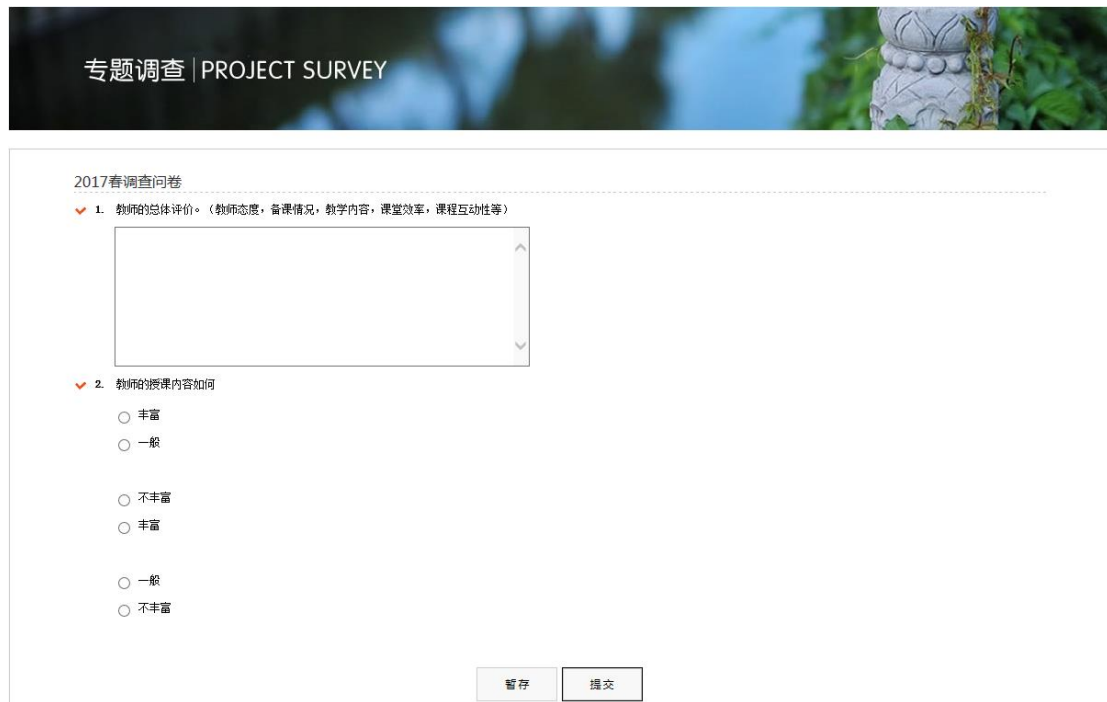 专题调查|PROJECT SURVEY
2017春调查问卷
1. 教师的总体评价。(教师态度,备课情况,教学内容,课堂效率,课程互动性等)
2. 教师的授课内容如何
丰富
一般
不丰富
丰富
一般
不丰富
暂存 提交